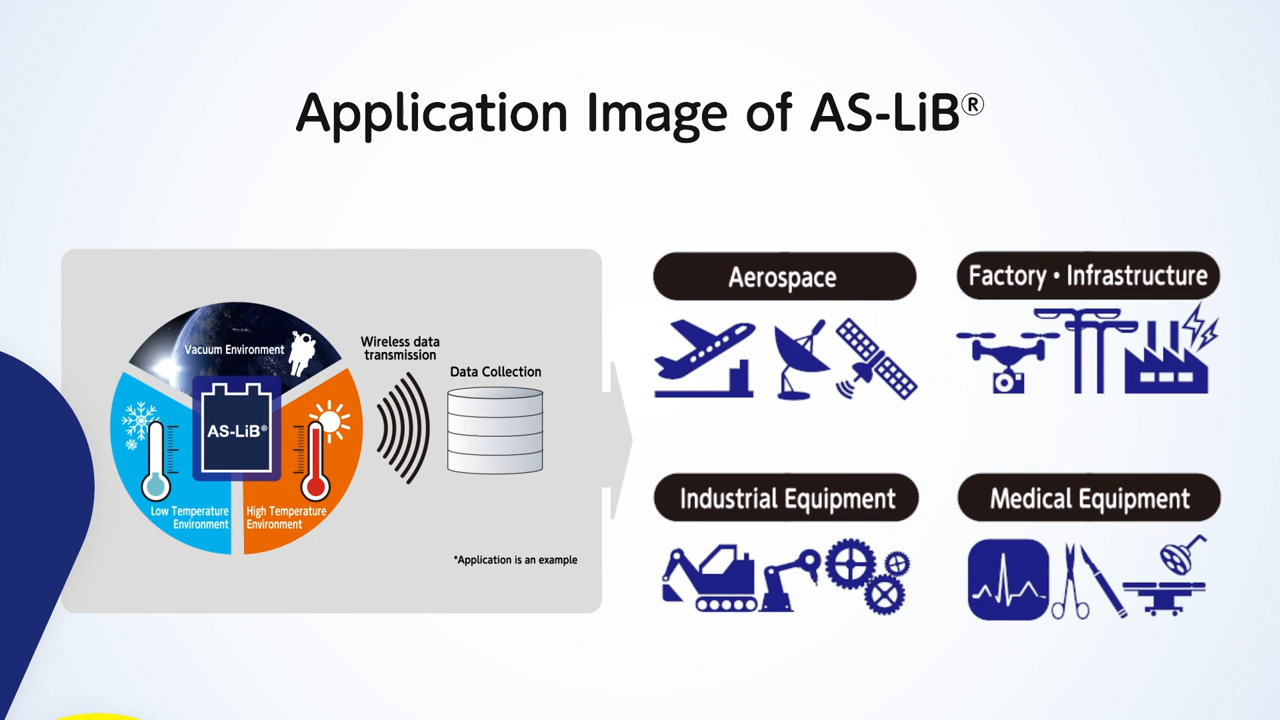 Application Image of AS-LiB®
Vacuum Environment
AS-LiB®
Low Temperature
Environment
High Temperature
Environment
Wireless data
transmission
Data Collection
*Application is an example
Aerospace
Factory・Infrastructure
Industrial Equipment
Medical Equipment